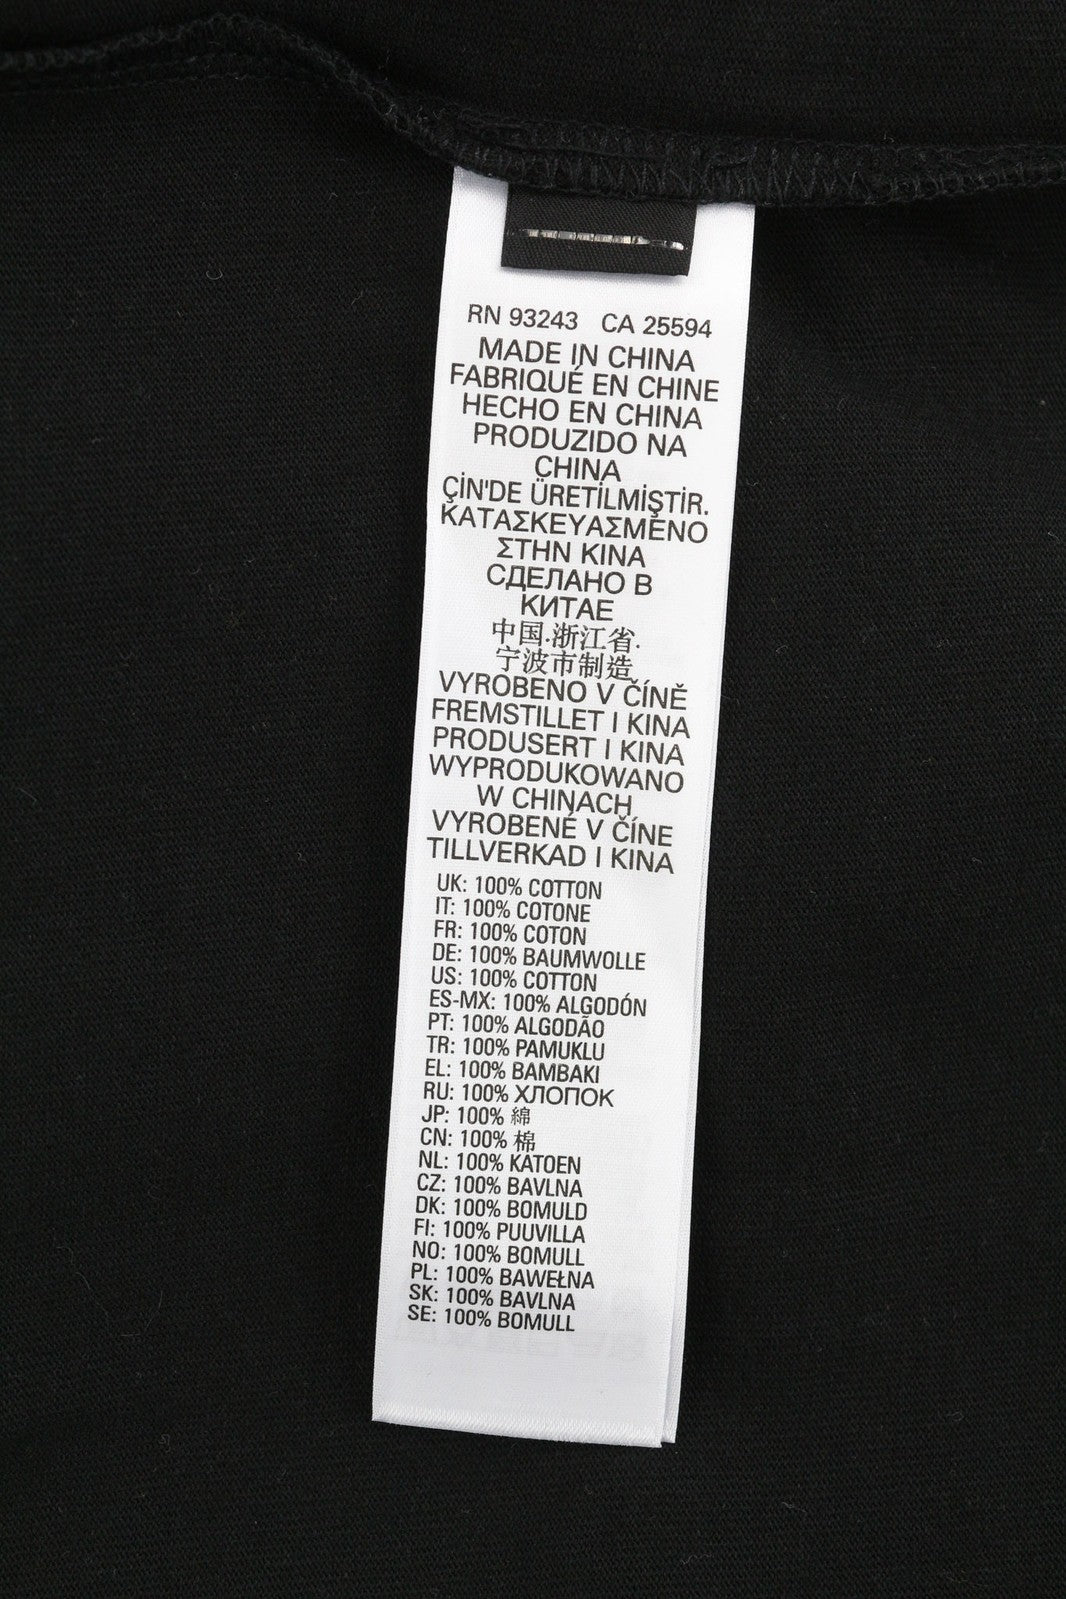 RN 93243 CA 25594
MADE IN CHINA
FABRIQUÉ EN CHINE
HECHO EN CHINA
PRODUZIDO NA
CHINA
ÇİN'DE ÜRETİLMİŞTİR.
ΚΑΤΑΣΚΕΥΑΣΜΕΝΟ
ΣΤΗΝ ΚΙΝΑ
СДЕЛАНО В
КИТАЕ
中国.浙江省.
宁波市制造
VYROBENO V ČÍNĚ
FREMSTILLET I KINA
PRODUSERT I KINA
WYPRODUKOWANO
W CHINACH
VYROBENÉ V ČÍNE
TILLVERKAD I KINA
UK: 100% COTTON
IT: 100% COTONE
FR: 100% COTON
DE: 100% BAUMWOLLE
US: 100% COTTON
ES-MX: 100% ALGODÓN
PT: 100% ALGODÃO
TR: 100% PAMUKLU
EL: 100% ΒΑΜΒΑΚΙ
RU: 100% ХЛОПОК
JP: 100% 綿
CN: 100% 棉
NL: 100% KATOEN
CZ: 100% BAVLNA
DK: 100% BOMULD
FI: 100% PUUVILLA
NO: 100% BOMULL
PL: 100% BAWEŁNA
SK: 100% BAVLNA
SE: 100% BOMULL